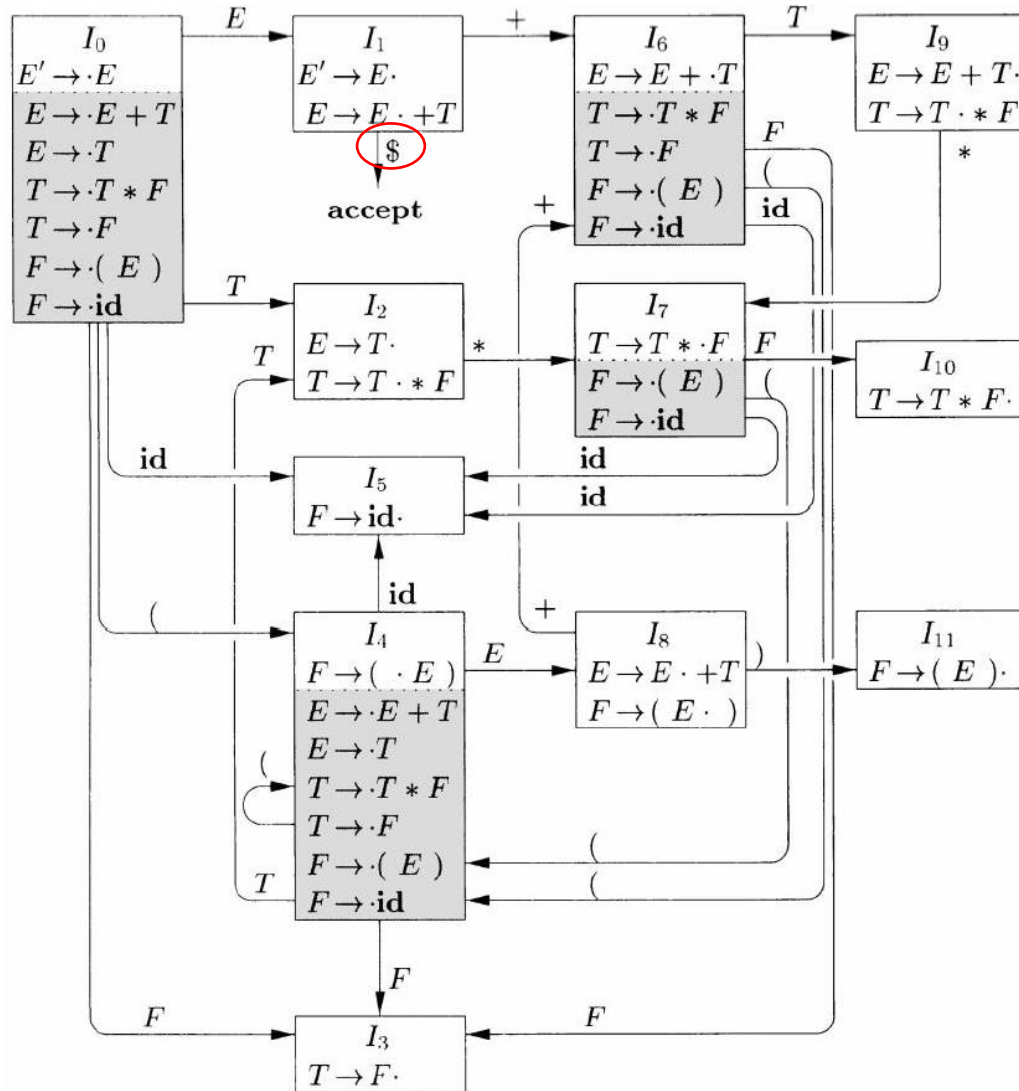 I₀
E′ → ·E
E → ·E + T
E → ·T
T → ·T * F
T → ·F
F → ·( E )
F → ·id
E
I₁
E′ → E·
E → E · +T
$
accept
+
I₆
E → E + ·T
T → ·T * F
T → ·F
F → ·( E )
F → ·id
T
I₉
E → E + T·
T → T · * F
*
F
(
id
+
T
I₂
E → T·
T → T · * F
T
*
I₇
T → T * ·F
F → ·( E )
F → ·id
F
(
I₁₀
T → T * F·
id
I₅
F → id·
id
id
id
(
I₄
F → ( · E )
E → ·E + T
E → ·T
T → ·T * F
T → ·F
F → ·( E )
F → ·id
(
T
E
+
I₈
E → E · +T
F → ( E · )
)
I₁₁
F → ( E )·
(
(
F
F
I₃
T → F·
F